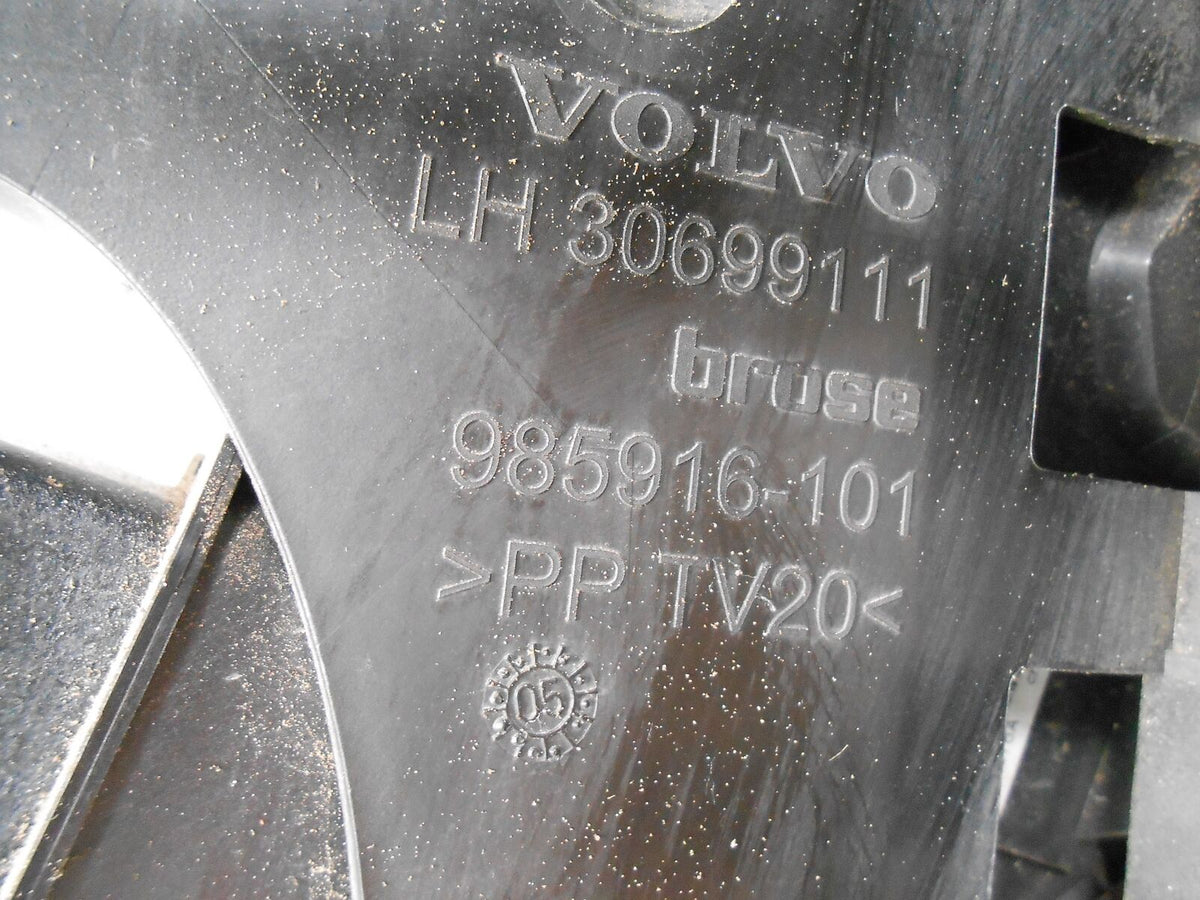 VOLVO
LH 30699111
brose
985916-101
>PP TV20<
05